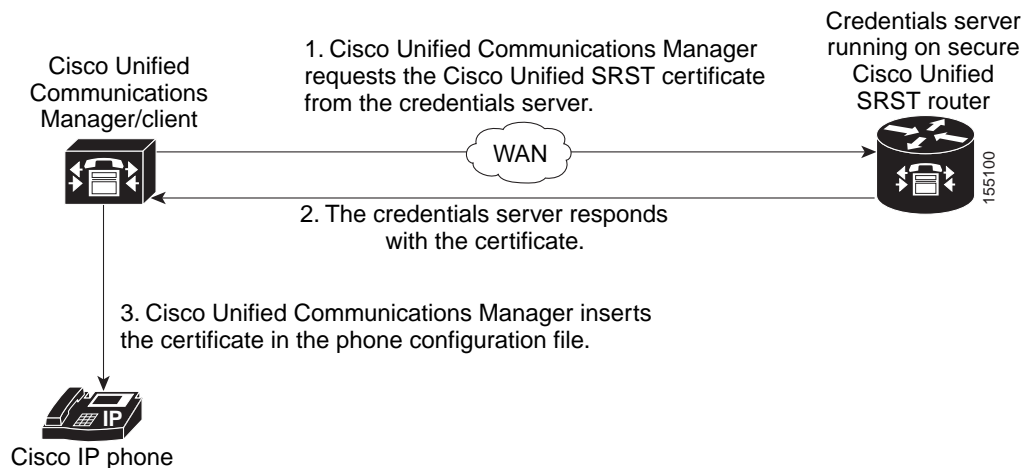 Cisco Unified
Communications
Manager/client
1. Cisco Unified Communications Manager
requests the Cisco Unified SRST certificate
from the credentials server.
Credentials server
running on secure
Cisco Unified
SRST router
WAN
155100
2. The credentials server responds
with the certificate.
3. Cisco Unified Communications Manager inserts
the certificate in the phone configuration file.
IP
Cisco IP phone